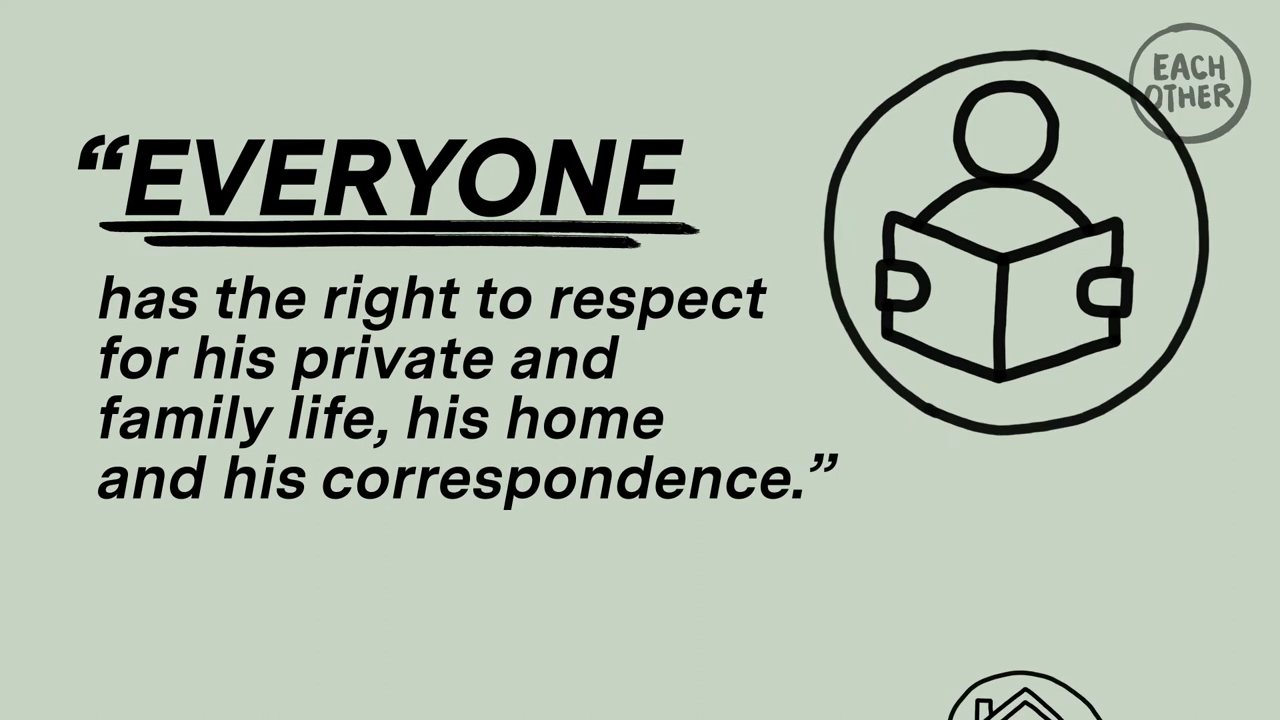 EACH
OTHER
“EVERYONE
has the right to respect
for his private and
family life, his home
and his correspondence.”